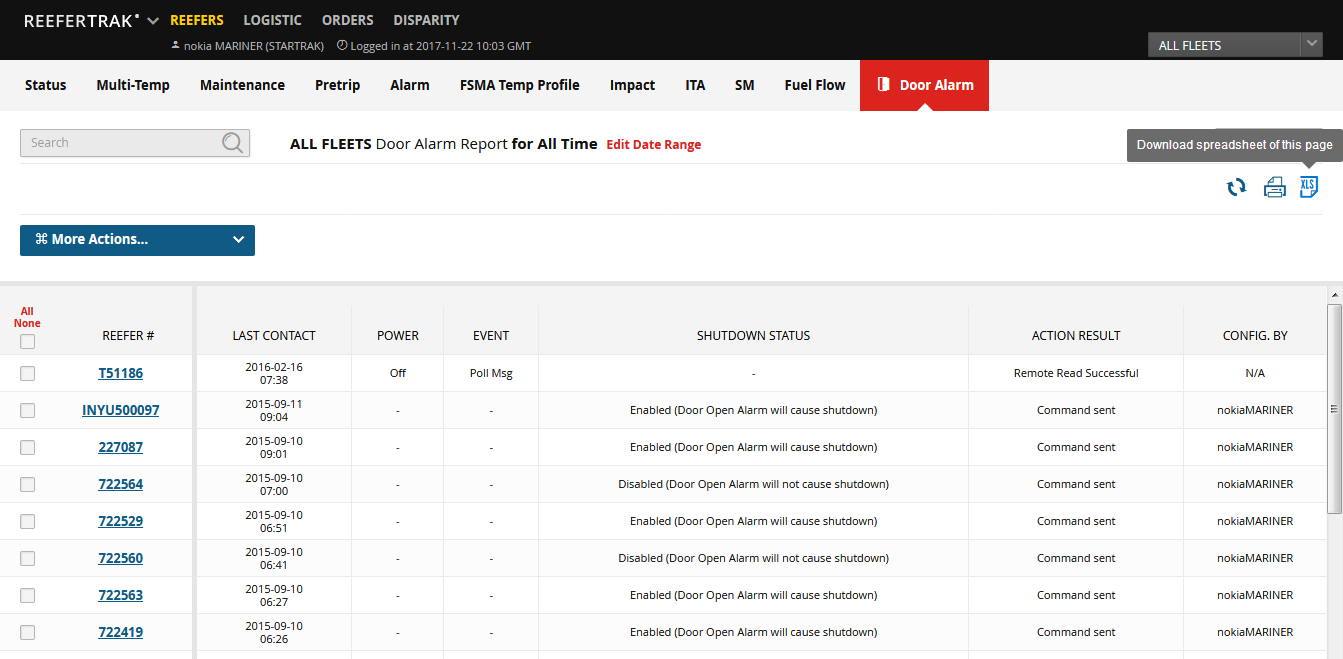 REEFERTRAK REEFERS LOGISTIC ORDERS DISPARITY
nokia MARINER (STARTRAK) Logged in at 2017-11-22 10:03 GMT
ALL FLEETS
Status Multi-Temp Maintenance Pretrip Alarm FSMA Temp Profile Impact ITA SM Fuel Flow Door Alarm
Search
ALL FLEETS Door Alarm Report for All Time Edit Date Range
Download spreadsheet of this page
XLS
⌘ More Actions...
All
None
REEFER # LAST CONTACT POWER EVENT SHUTDOWN STATUS ACTION RESULT CONFIG. BY
T51186 2016-02-16 07:38 Off Poll Msg - Remote Read Successful N/A
INYU500097 2015-09-11 09:04 - - Enabled (Door Open Alarm will cause shutdown) Command sent nokiaMARINER
227087 2015-09-10 09:01 - - Enabled (Door Open Alarm will cause shutdown) Command sent nokiaMARINER
722564 2015-09-10 07:00 - - Disabled (Door Open Alarm will not cause shutdown) Command sent nokiaMARINER
722529 2015-09-10 06:51 - - Enabled (Door Open Alarm will cause shutdown) Command sent nokiaMARINER
722560 2015-09-10 06:41 - - Disabled (Door Open Alarm will not cause shutdown) Command sent nokiaMARINER
722563 2015-09-10 06:27 - - Enabled (Door Open Alarm will cause shutdown) Command sent nokiaMARINER
722419 2015-09-10 06:26 - - Enabled (Door Open Alarm will cause shutdown) Command sent nokiaMARINER